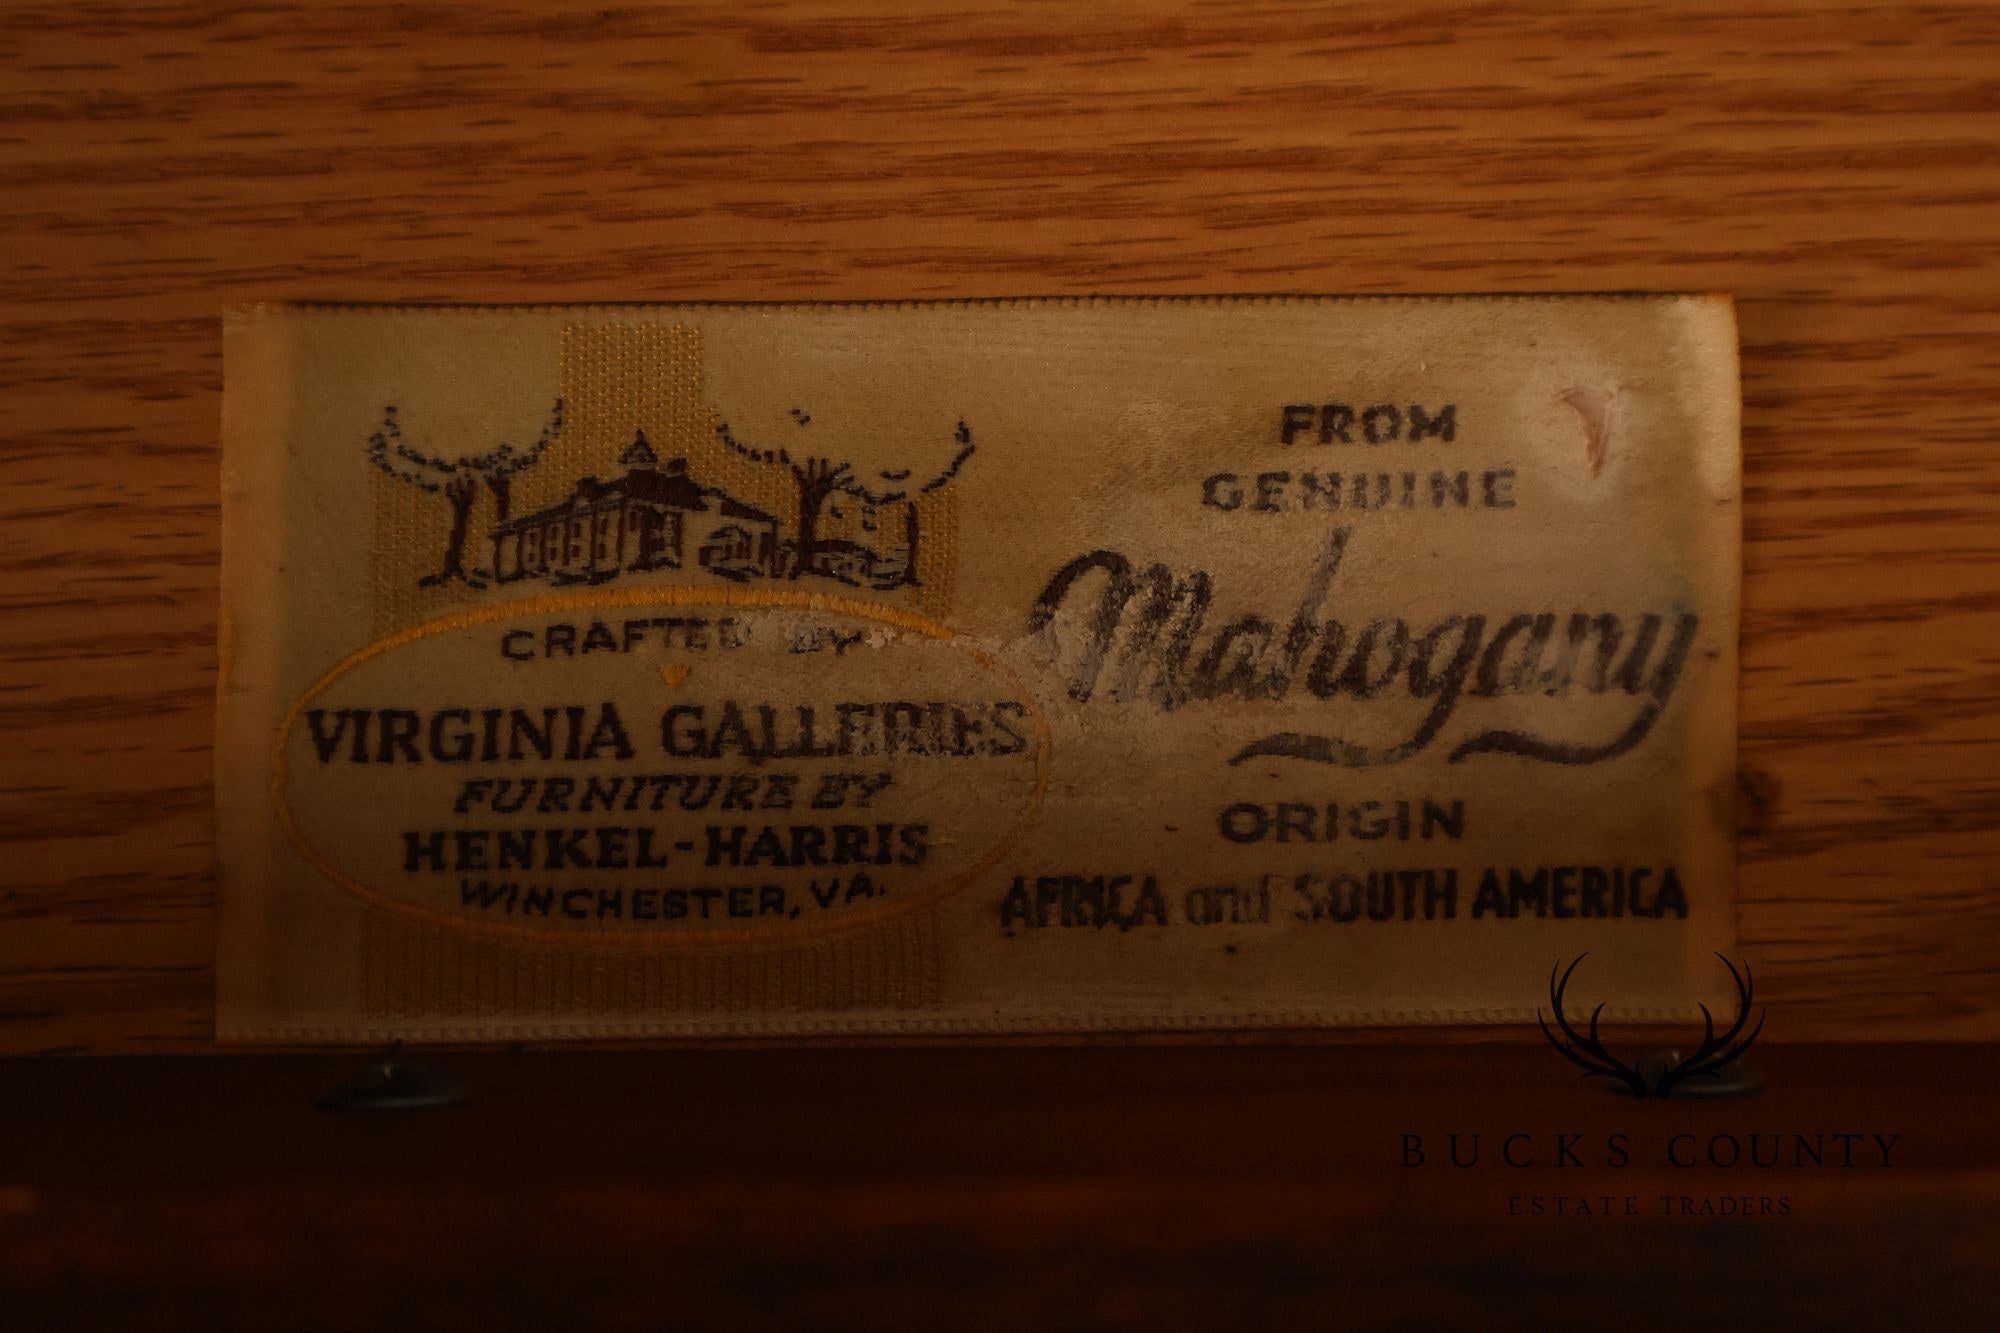 CRAFTED BY
VIRGINIA GALLERIES
FURNITURE BY
HENKEL-HARRIS
WINCHESTER, VA.
FROM
GENUINE
Mahogany
ORIGIN
AFRICA and SOUTH AMERICA
BUCKS COUNTY
ESTATE TRADERS